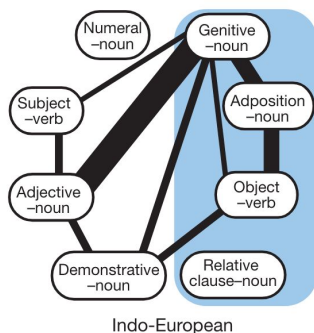 Numeral
–noun
Genitive
–noun
Subject
–verb
Adposition
–noun
Adjective
–noun
Object
–verb
Demonstrative
–noun
Relative
clause–noun
Indo-European